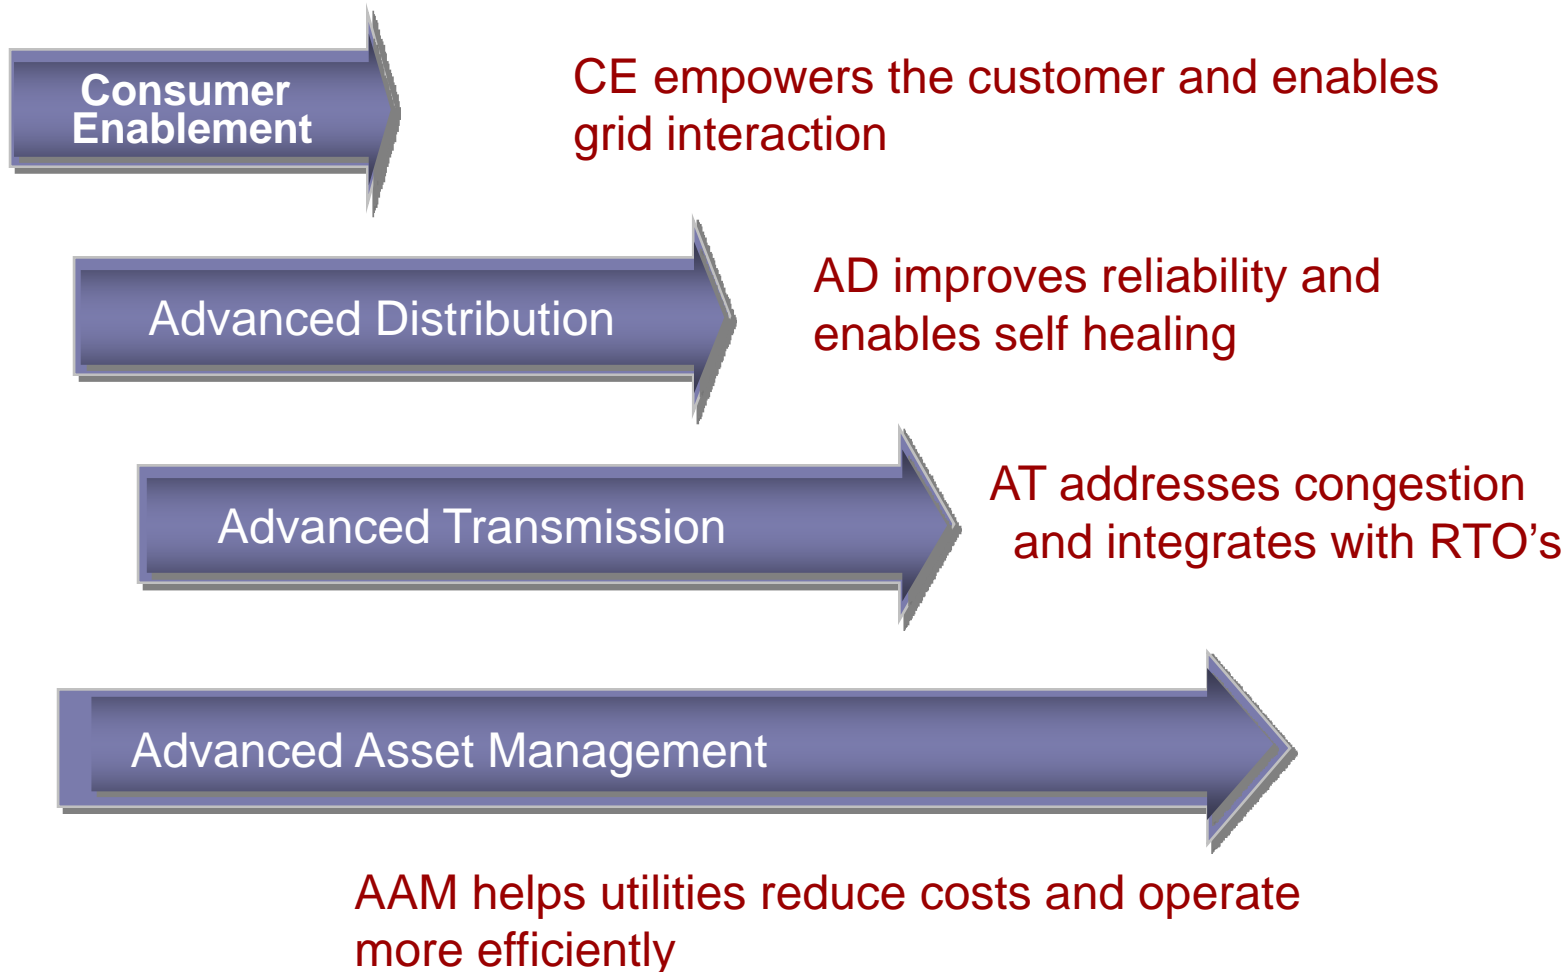 Consumer
Enablement
CE empowers the customer and enables
grid interaction
Advanced Distribution
AD improves reliability and
enables self healing
Advanced Transmission
AT addresses congestion
and integrates with RTO’s
Advanced Asset Management
AAM helps utilities reduce costs and operate
more efficiently